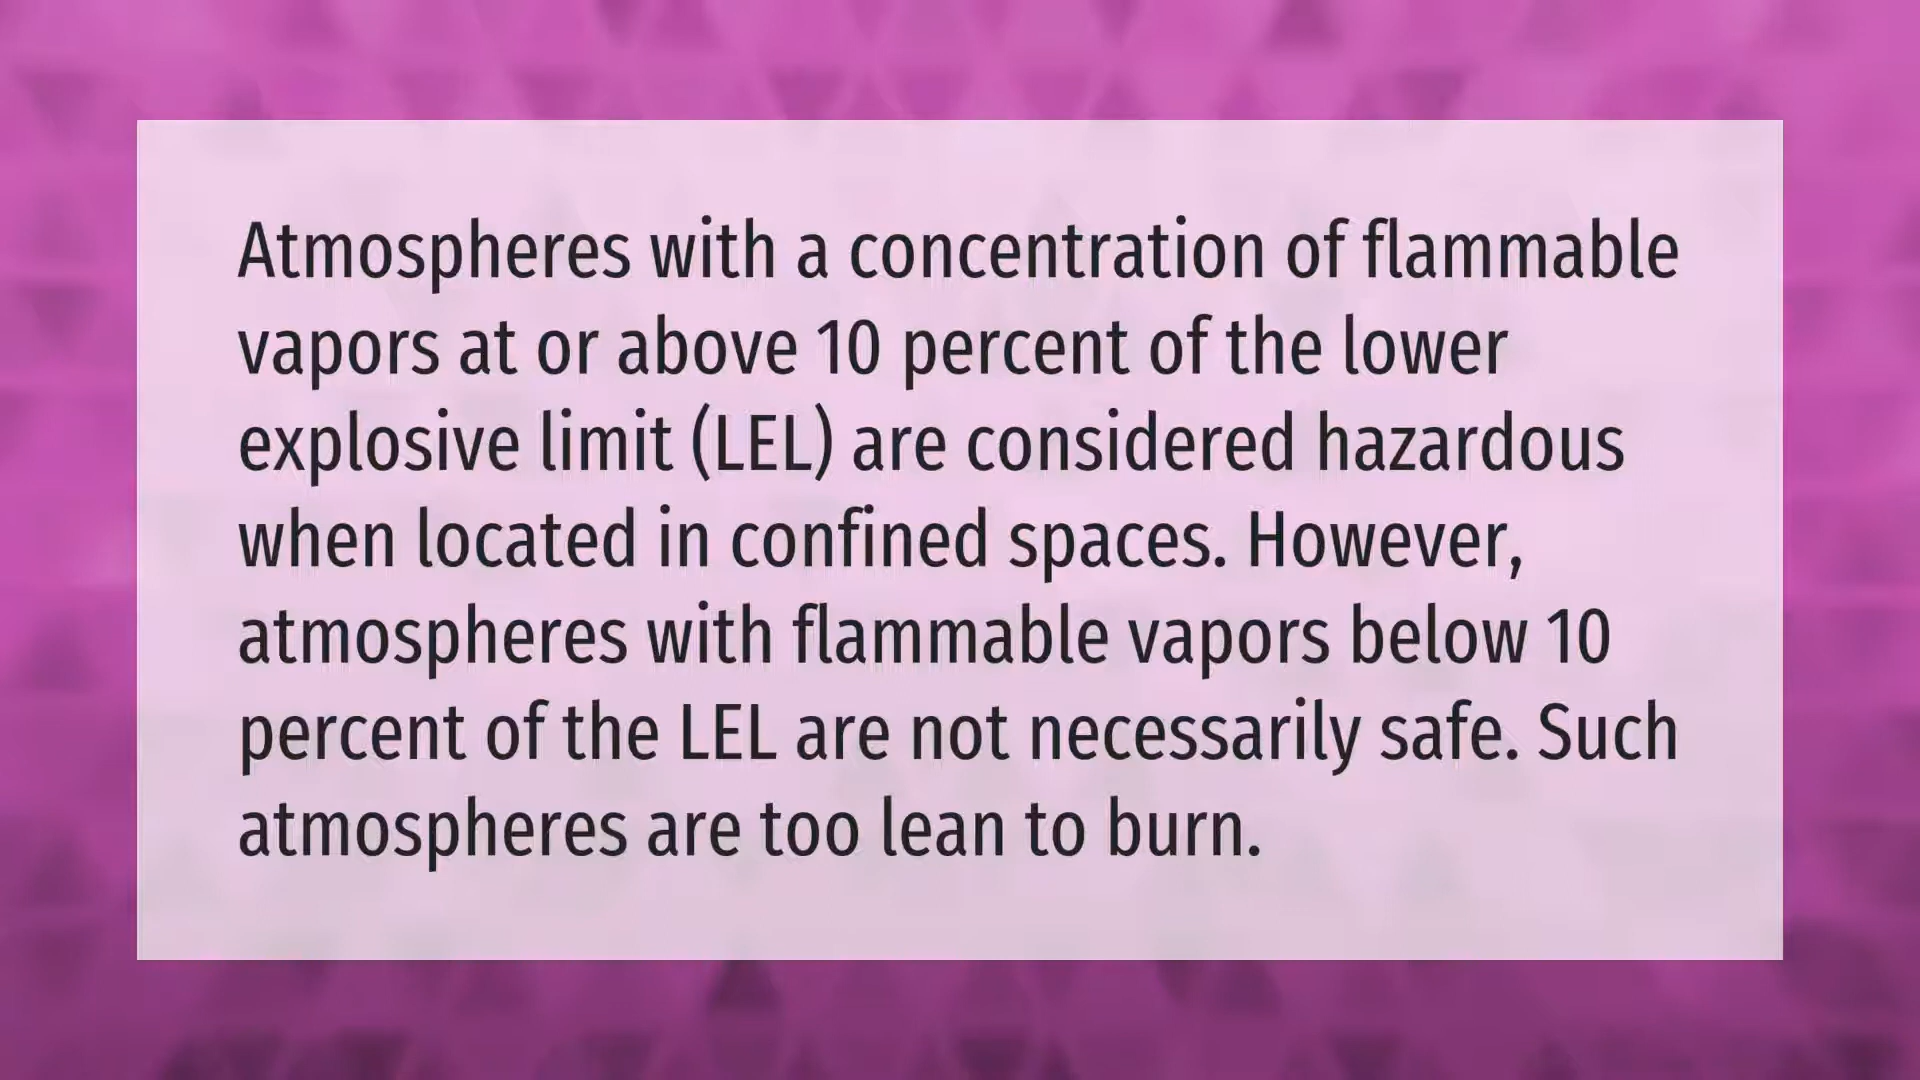 Atmospheres with a concentration of flammable
vapors at or above 10 percent of the lower
explosive limit (LEL) are considered hazardous
when located in confined spaces. However,
atmospheres with flammable vapors below 10
percent of the LEL are not necessarily safe. Such
atmospheres are too lean to burn.